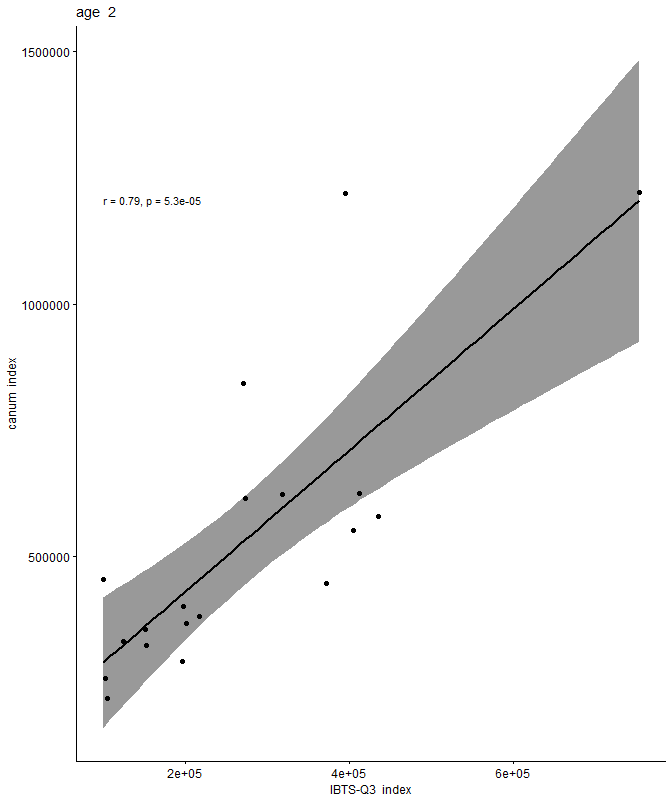 age 2
1500000
r = 0.79, p = 5.3e-05
1000000
canum index
500000
2e+05 4e+05 6e+05
IBTS-Q3 index